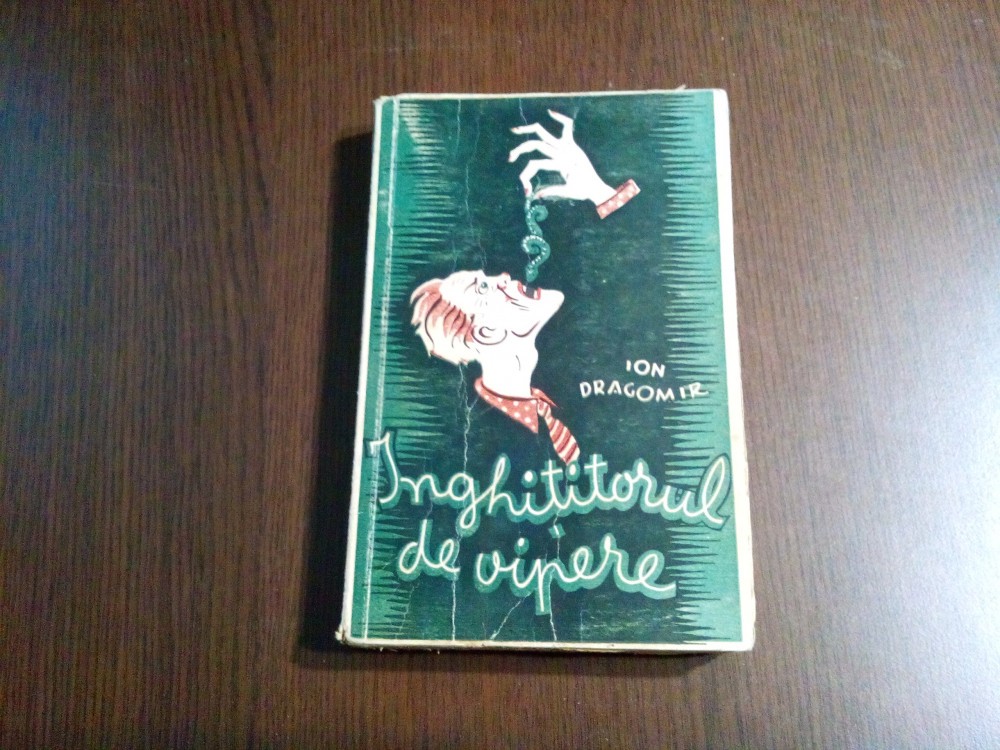 ION
DRAGOMIR
Inghititorul
de vipere